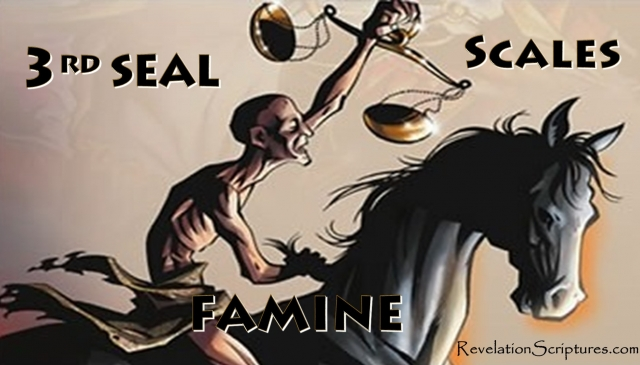 3RD SEAL
SCALES
FAMINE
RevelationScriptures.com